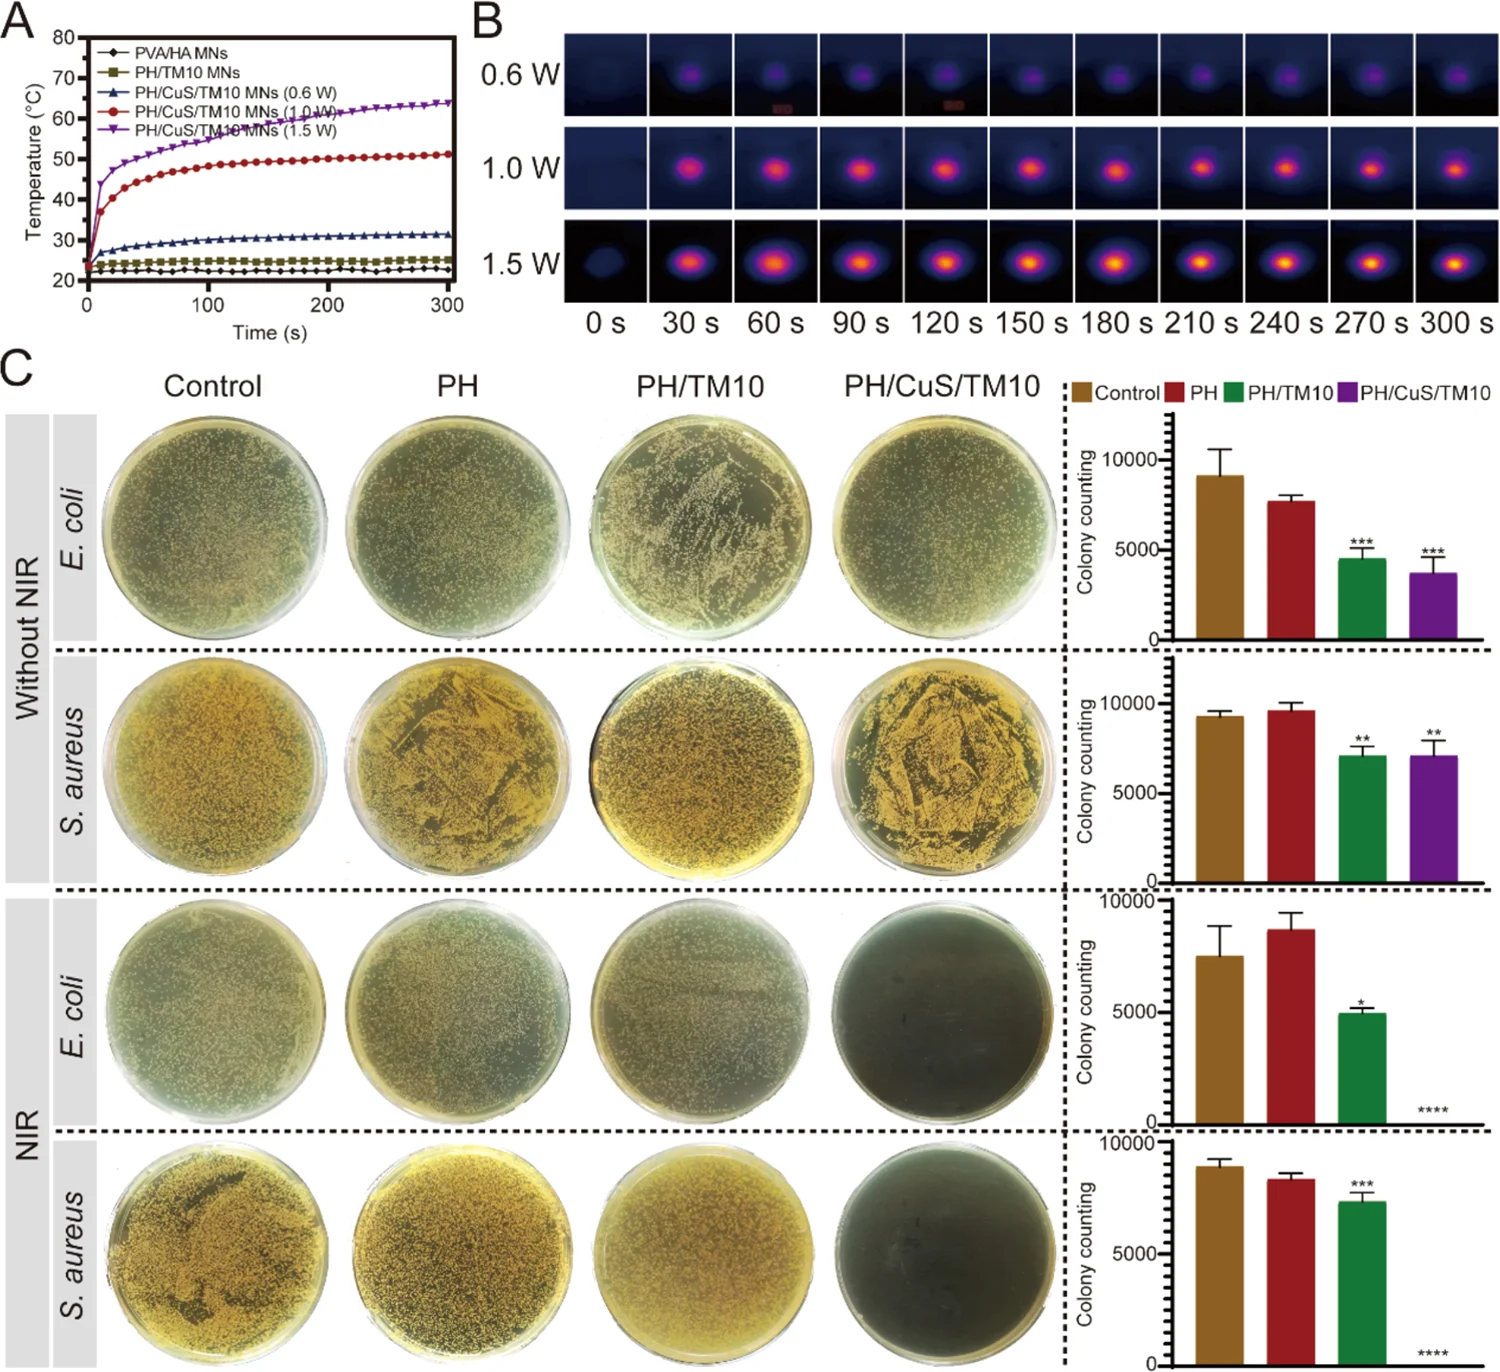 A
80
70
60
50
40
30
20
Temperature (°C)
PVA/HA MNs
PH/TM10 MNs
PH/CuS/TM10 MNs (0.6 W)
PH/CuS/TM10 MNs (1.0 W)
PH/CuS/TM10 MNs (1.5 W)
0 100 200 300
Time (s)
B
0.6 W
1.0 W
1.5 W
0 s 30 s 60 s 90 s 120 s 150 s 180 s 210 s 240 s 270 s 300 s
C
Control PH PH/TM10 PH/CuS/TM10
Control PH PH/TM10 PH/CuS/TM10
Without NIR
E. coli
Colony counting
10000
5000
0
*** ***
S. aureus
Colony counting
10000
5000
0
** **
NIR
E. coli
Colony counting
10000
5000
0
* ****
S. aureus
Colony counting
10000
5000
0
*** ****